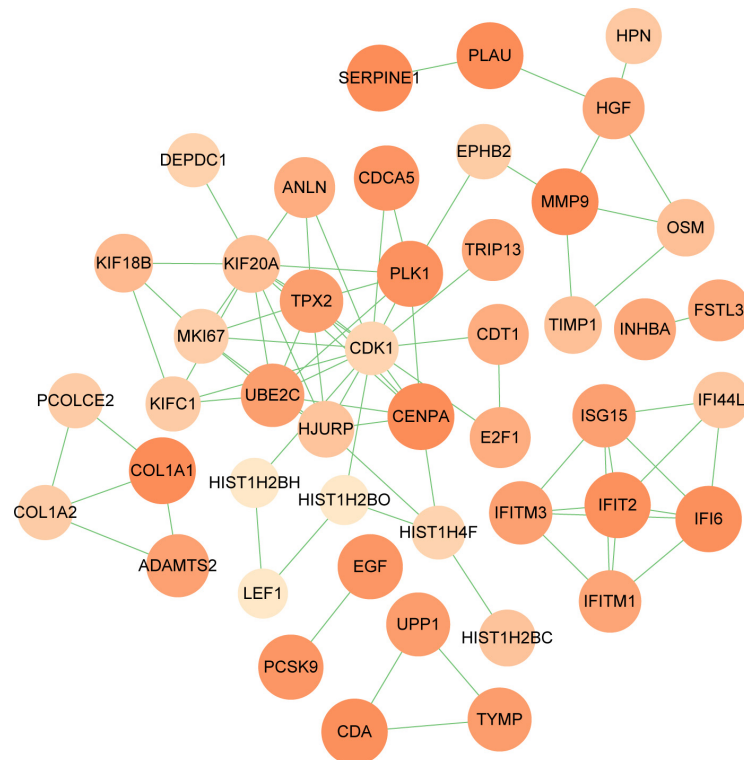 HPN
PLAU
SERPINE1
HGF
EPHB2
DEPDC1
CDCA5
ANLN
MMP9
OSM
TRIP13
KIF18B
KIF20A
PLK1
TPX2
FSTL3
TIMP1
INHBA
MKI67
CDT1
CDK1
PCOLCE2
KIFC1
UBE2C
IFI44L
ISG15
CENPA
HJURP
E2F1
COL1A1
HIST1H2BH
HIST1H2BO
COL1A2
IFITM3
IFIT2
IFI6
HIST1H4F
ADAMTS2
EGF
LEF1
IFITM1
UPP1
HIST1H2BC
PCSK9
CDA
TYMP